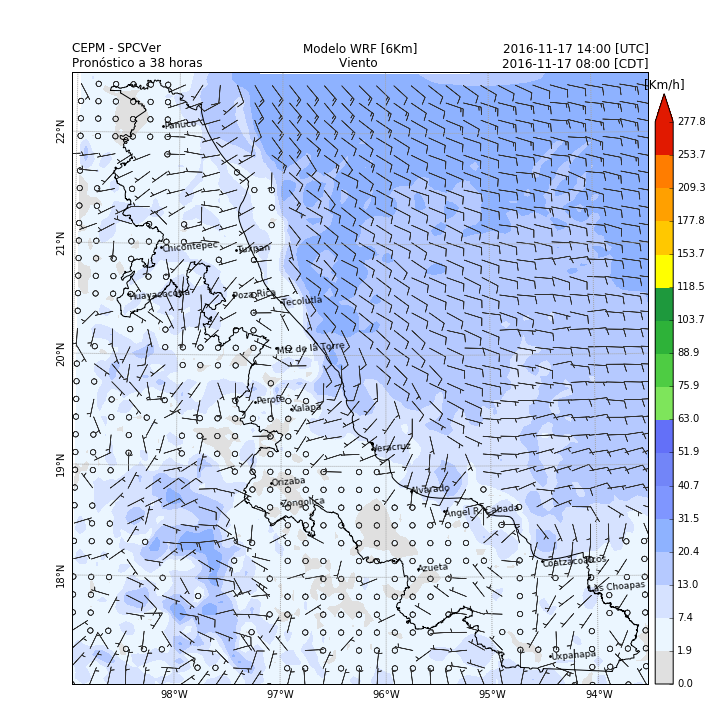 CEPM - SPCVer
Modelo WRF [6Km]
2016-11-17 14:00 [UTC]
Pronóstico a 38 horas
Viento
2016-11-17 08:00 [CDT]
[Km/h]
277.8
253.7
209.3
177.8
153.7
118.5
103.7
88.9
75.9
63.0
51.9
40.7
31.5
20.4
13.0
7.4
1.9
0.0
22°N
21°N
20°N
19°N
18°N
98°W
97°W
96°W
95°W
94°W
Panuco
Chicontepec
Tuxpan
Huayacocotla
Poza Rica
Tecolutla
Mtz de la Torre
Perote
Xalapa
Veracruz
Orizaba
Alvarado
Zongolica
Angel R. Cabada
Azueta
Las Choapas
Uxpanapa